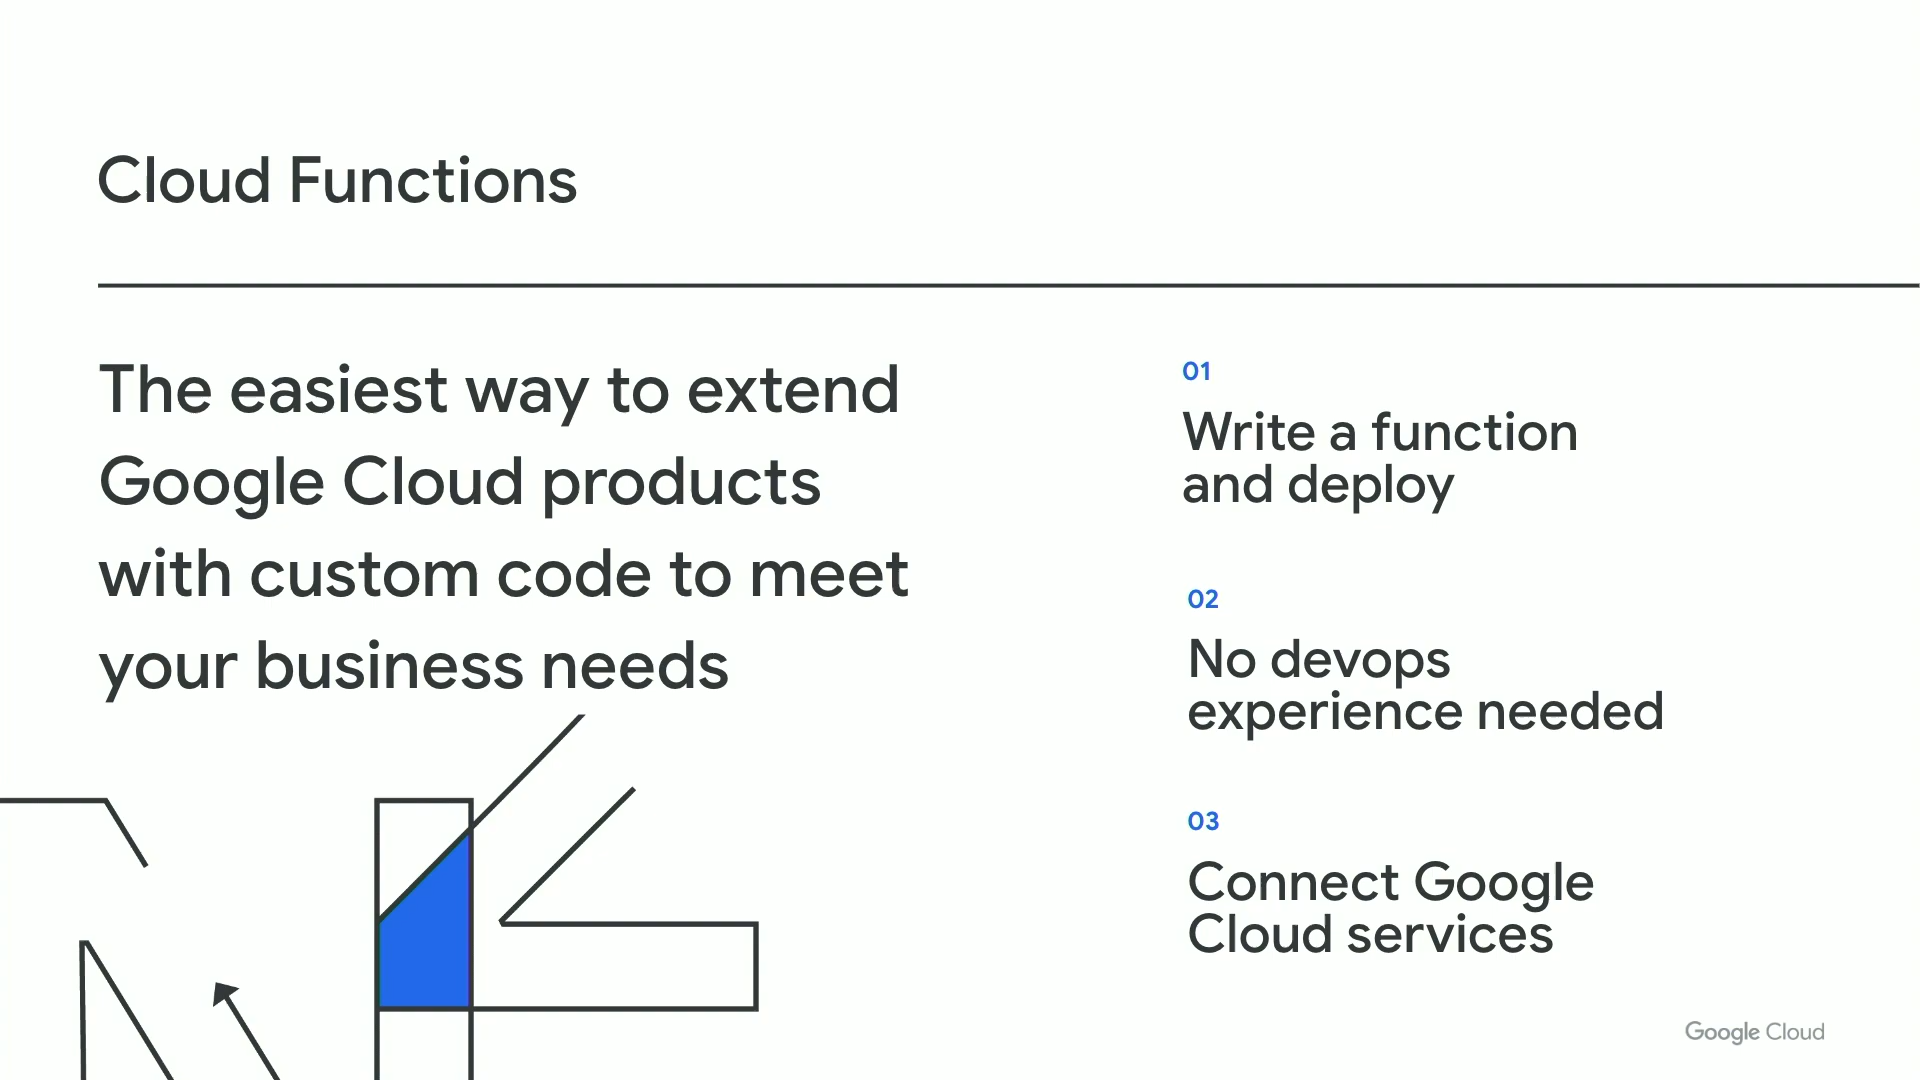 Cloud Functions
The easiest way to extend
Google Cloud products
with custom code to meet
your business needs
01
Write a function
and deploy
02
No devops
experience needed
03
Connect Google
Cloud services
Google Cloud